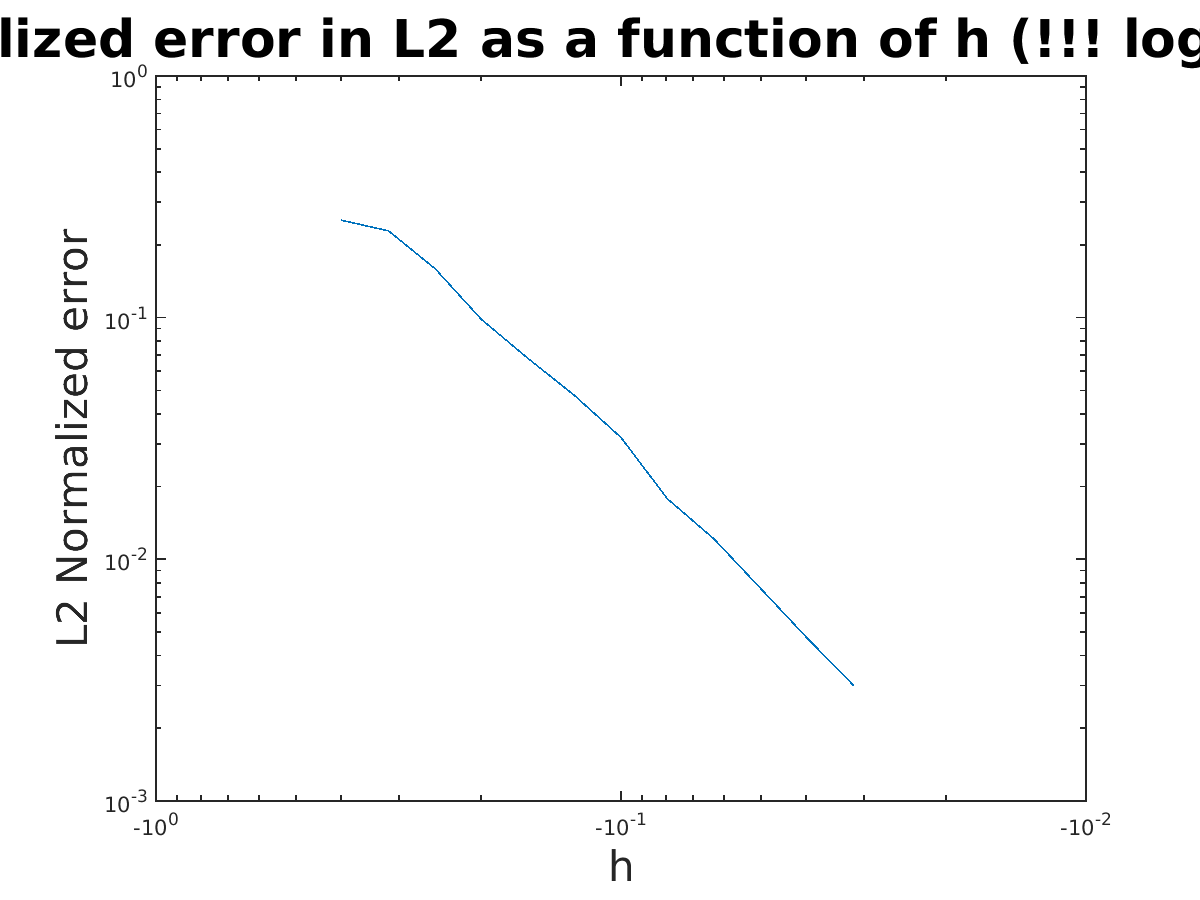 lized error in L2 as a function of h (!!! log
10^0
10^-1
10^-2
10^-3
L2 Normalized error
-10^0 -10^-1 -10^-2
h